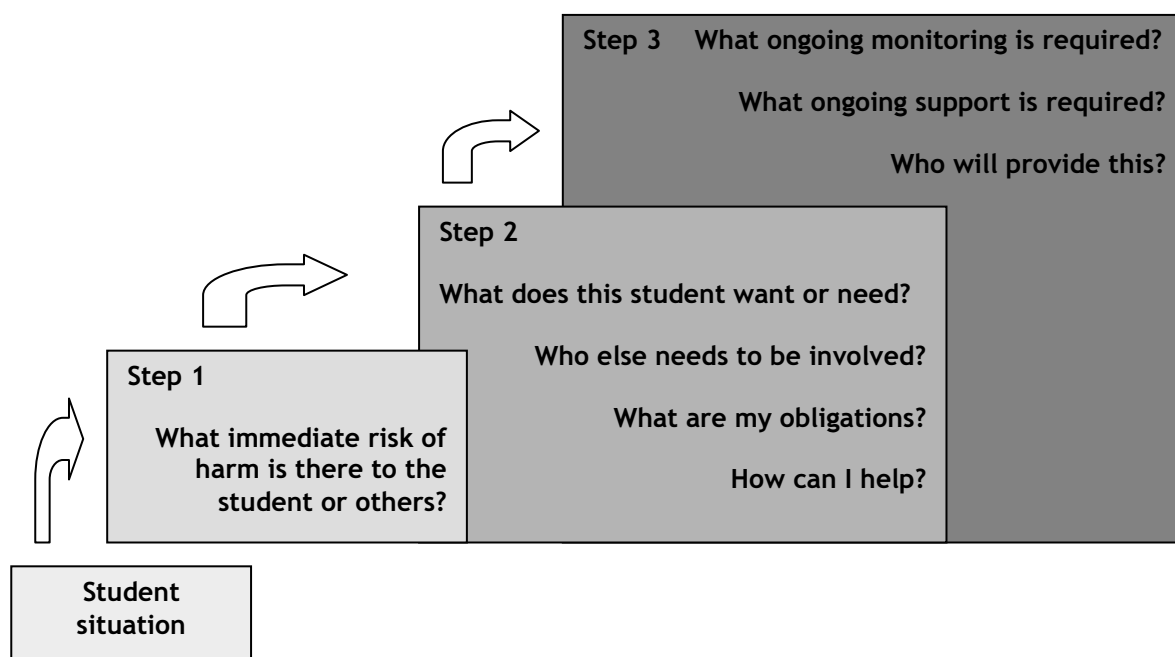 Step 3 What ongoing monitoring is required?
What ongoing support is required?
Who will provide this?
Step 2
What does this student want or need?
Who else needs to be involved?
What are my obligations?
How can I help?
Step 1
What immediate risk of
harm is there to the
student or others?
Student
situation